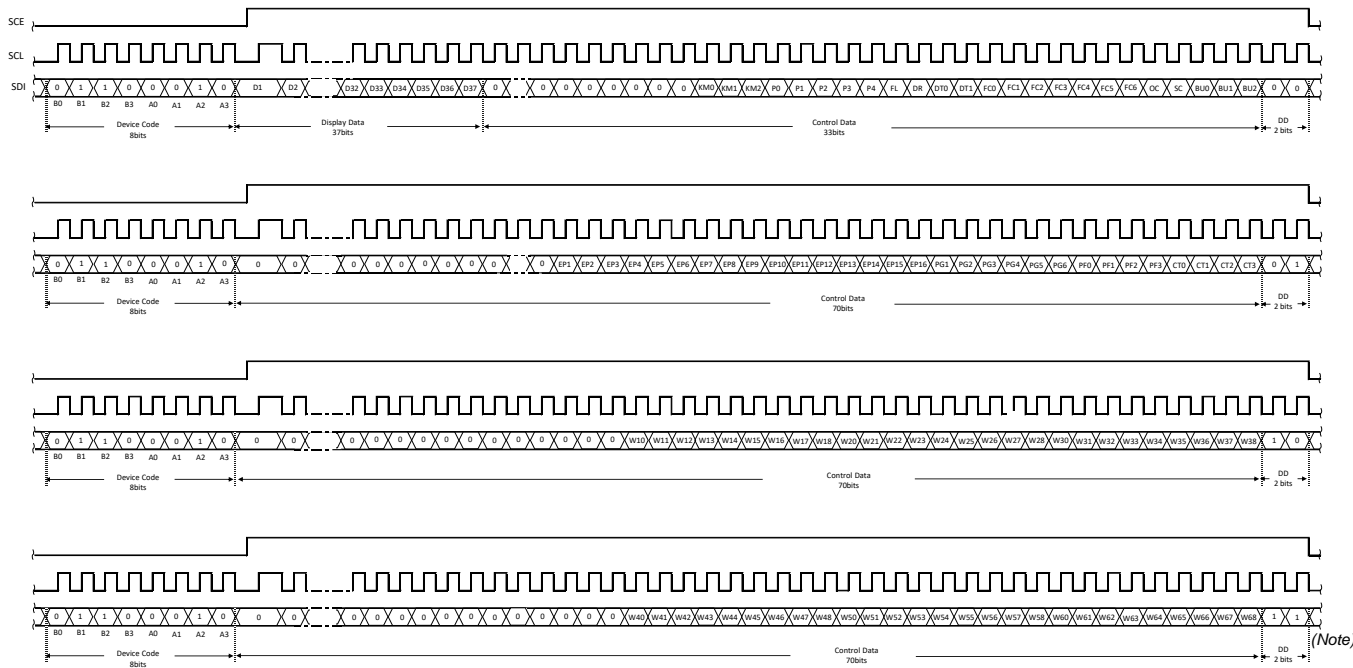 SCE
SCL
SDI 0 1 1 0 0 0 1 0 D1 D2 D32 D33 D34 D35 D36 D37 0 0 0 0 0 0 0 0 KM0 KM1 KM2 P0 P1 P2 P3 P4 FL DR DT0 DT1 FC0 FC1 FC2 FC3 FC4 FC5 FC6 OC SC BU0 BU1 BU2 0 0
B0 B1 B2 B3 A0 A1 A2 A3
Device Code Display Data Control Data DD
8bits 37bits 33bits 2 bits
0 1 1 0 0 0 1 0 0 0 0 0 0 0 0 0 0 0 EP1 EP2 EP3 EP4 EP5 EP6 EP7 EP8 EP9 EP10 EP11 EP12 EP13 EP14 EP15 EP16 PG1 PG2 PG3 PG4 PG5 PG6 PF0 PF1 PF2 PF3 CT0 CT1 CT2 CT3 0 1
B0 B1 B2 B3 A0 A1 A2 A3
Device Code Control Data DD
8bits 70bits 2 bits
0 1 1 0 0 0 1 0 0 0 0 0 0 0 0 0 0 0 0 0 0 0 W10 W11 W12 W13 W14 W15 W16 W17 W18 W20 W21 W22 W23 W24 W25 W26 W27 W28 W30 W31 W32 W33 W34 W35 W36 W37 W38 1 0
B0 B1 B2 B3 A0 A1 A2 A3
Device Code Control Data DD
8bits 70bits 2 bits
0 1 1 0 0 0 1 0 0 0 0 0 0 0 0 0 0 0 0 0 0 0 W40 W41 W42 W43 W44 W45 W46 W47 W48 W50 W51 W52 W53 W54 W55 W56 W57 W58 W60 W61 W62 W63 W64 W65 W66 W67 W68 1 1
(Note)
B0 B1 B2 B3 A0 A1 A2 A3
Device Code Control Data DD
8bits 70bits 2 bits